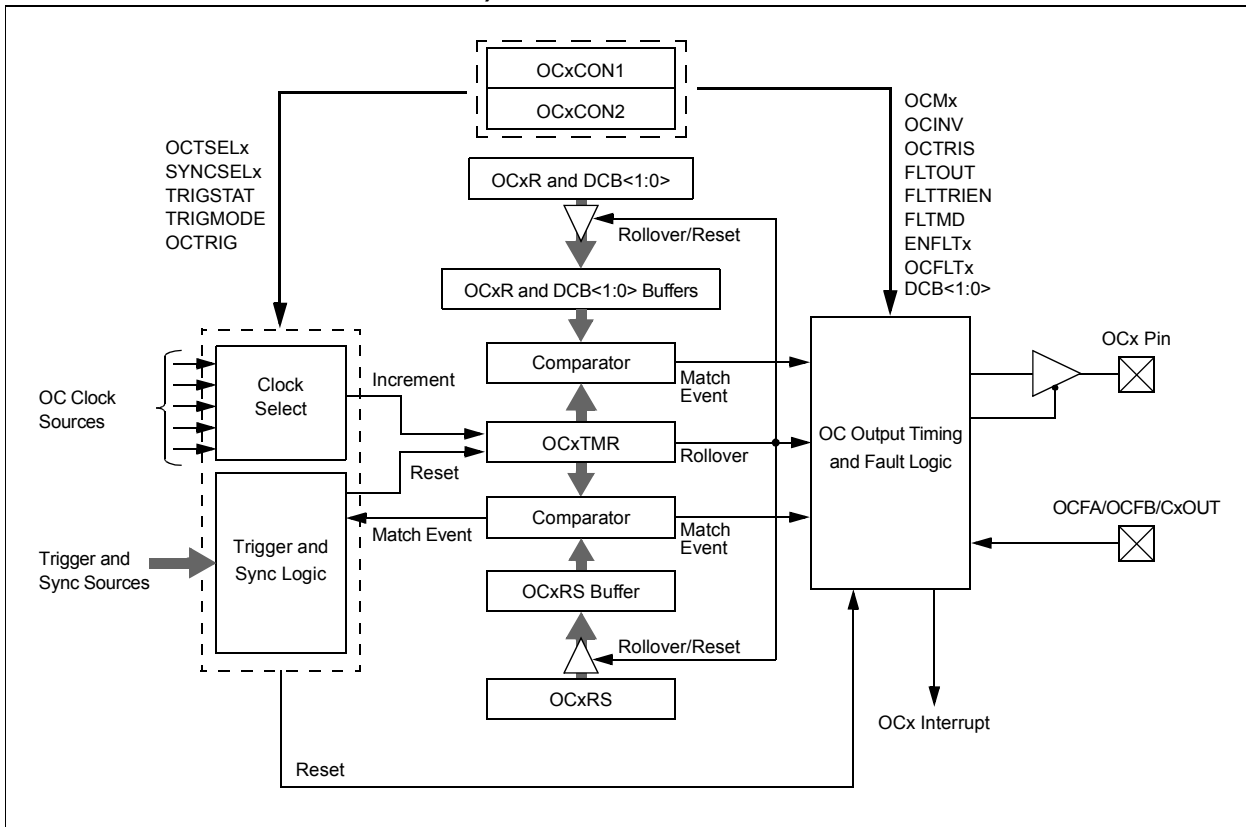 OCxCON1
OCxCON2
OCTSELx
SYNCSELx
TRIGSTAT
TRIGMODE
OCTRIG
OCMx
OCINV
OCTRIS
FLTOUT
FLTTRIEN
FLTMD
ENFLTx
OCFLTx
DCB<1:0>
OCxR and DCB<1:0>
Rollover/Reset
OCxR and DCB<1:0> Buffers
OC Clock
Sources
Clock
Select
Increment
Comparator
Match
Event
OCxTMR
Rollover
Reset
OC Output Timing
and Fault Logic
OCx Pin
OCFA/OCFB/CxOUT
Trigger and
Sync Sources
Trigger and
Sync Logic
Match Event
Comparator
Match
Event
OCxRS Buffer
Rollover/Reset
OCxRS
OCx Interrupt
Reset